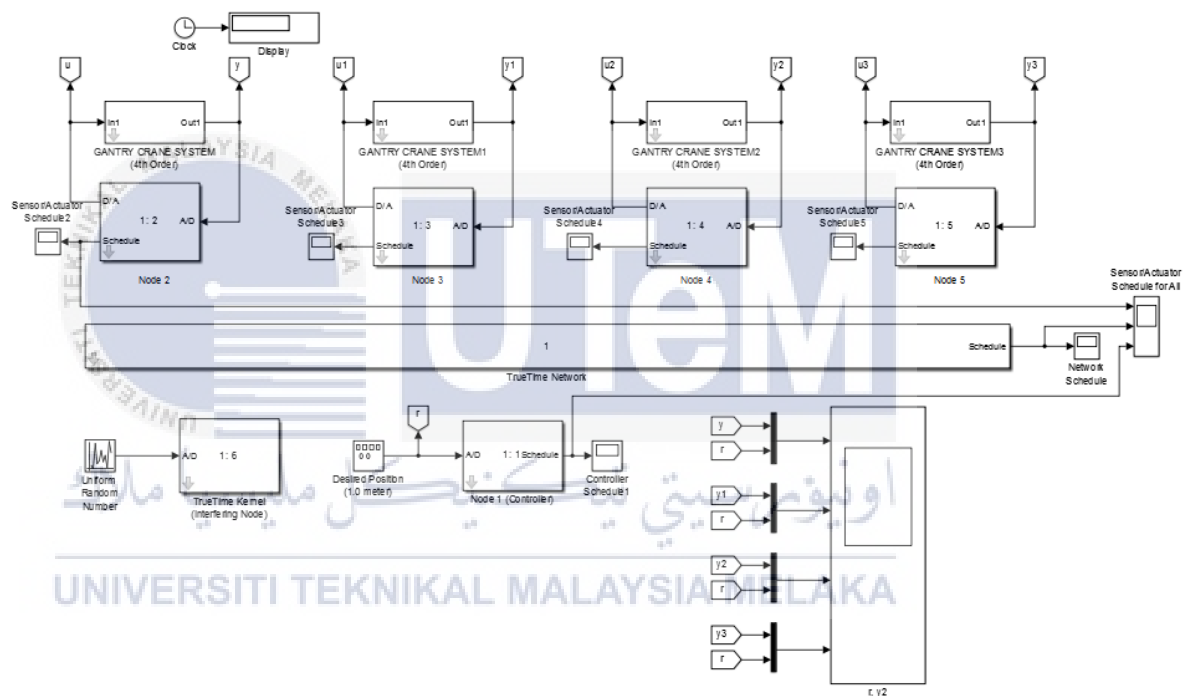 Clock
Display
u
y
u1
y1
u2
y2
u3
y3
In1
Out1
In1
Out1
In1
Out1
In1
Out1
GANTRY CRANE SYSTEM
(4th Order)
GANTRY CRANE SYSTEM1
(4th Order)
GANTRY CRANE SYSTEM2
(4th Order)
GANTRY CRANE SYSTEM3
(4th Order)
Sensor/Actuator
Schedule2
D/A
1: 2
A/D
Schedule
Node 2
Sensor/Actuator
Schedule3
D/A
1: 3
A/D
Schedule
Node 3
Sensor/Actuator
Schedule4
D/A
1: 4
A/D
Schedule
Node 4
Sensor/Actuator
Schedule5
D/A
1: 5
A/D
Schedule
Node 5
Sensor/Actuator
Schedule for All
1
Schedule
TrueTime Network
Network
Schedule
Uniform
Random
Number
A/D
1: 6
TrueTime Kernel
(Interfering Node)
r
Desired Position
(1.0 meter)
A/D
1: 1
Schedule
Node 1 (Controller)
Controller
Schedule1
y
r
y1
r
y2
r
y3
r
r, y2
UNIVERSITI TEKNIKAL MALAYSIA MELAKA
UTeM
اونيورسيتي تيكنيكل مليسيا ملاك